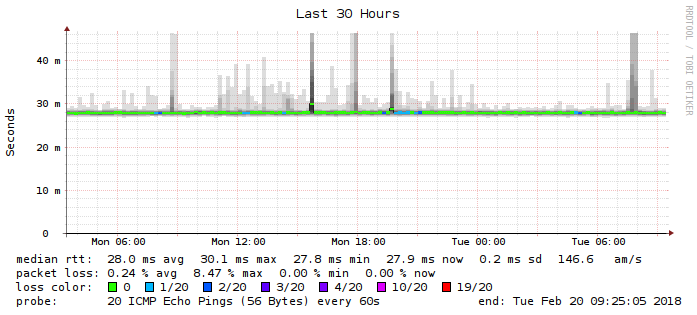 Last 30 Hours
RRDTOOL / TOBI OETIKER
Seconds
40 m
30 m
20 m
10 m
0
Mon 06:00 Mon 12:00 Mon 18:00 Tue 00:00 Tue 06:00
median rtt: 28.0 ms avg 30.1 ms max 27.8 ms min 27.9 ms now 0.2 ms sd 146.6 am/s
packet loss: 0.24 % avg 8.47 % max 0.00 % min 0.00 % now
loss color: 0 1/20 2/20 3/20 4/20 10/20 19/20
probe: 20 ICMP Echo Pings (56 Bytes) every 60s end: Tue Feb 20 09:25:05 2018